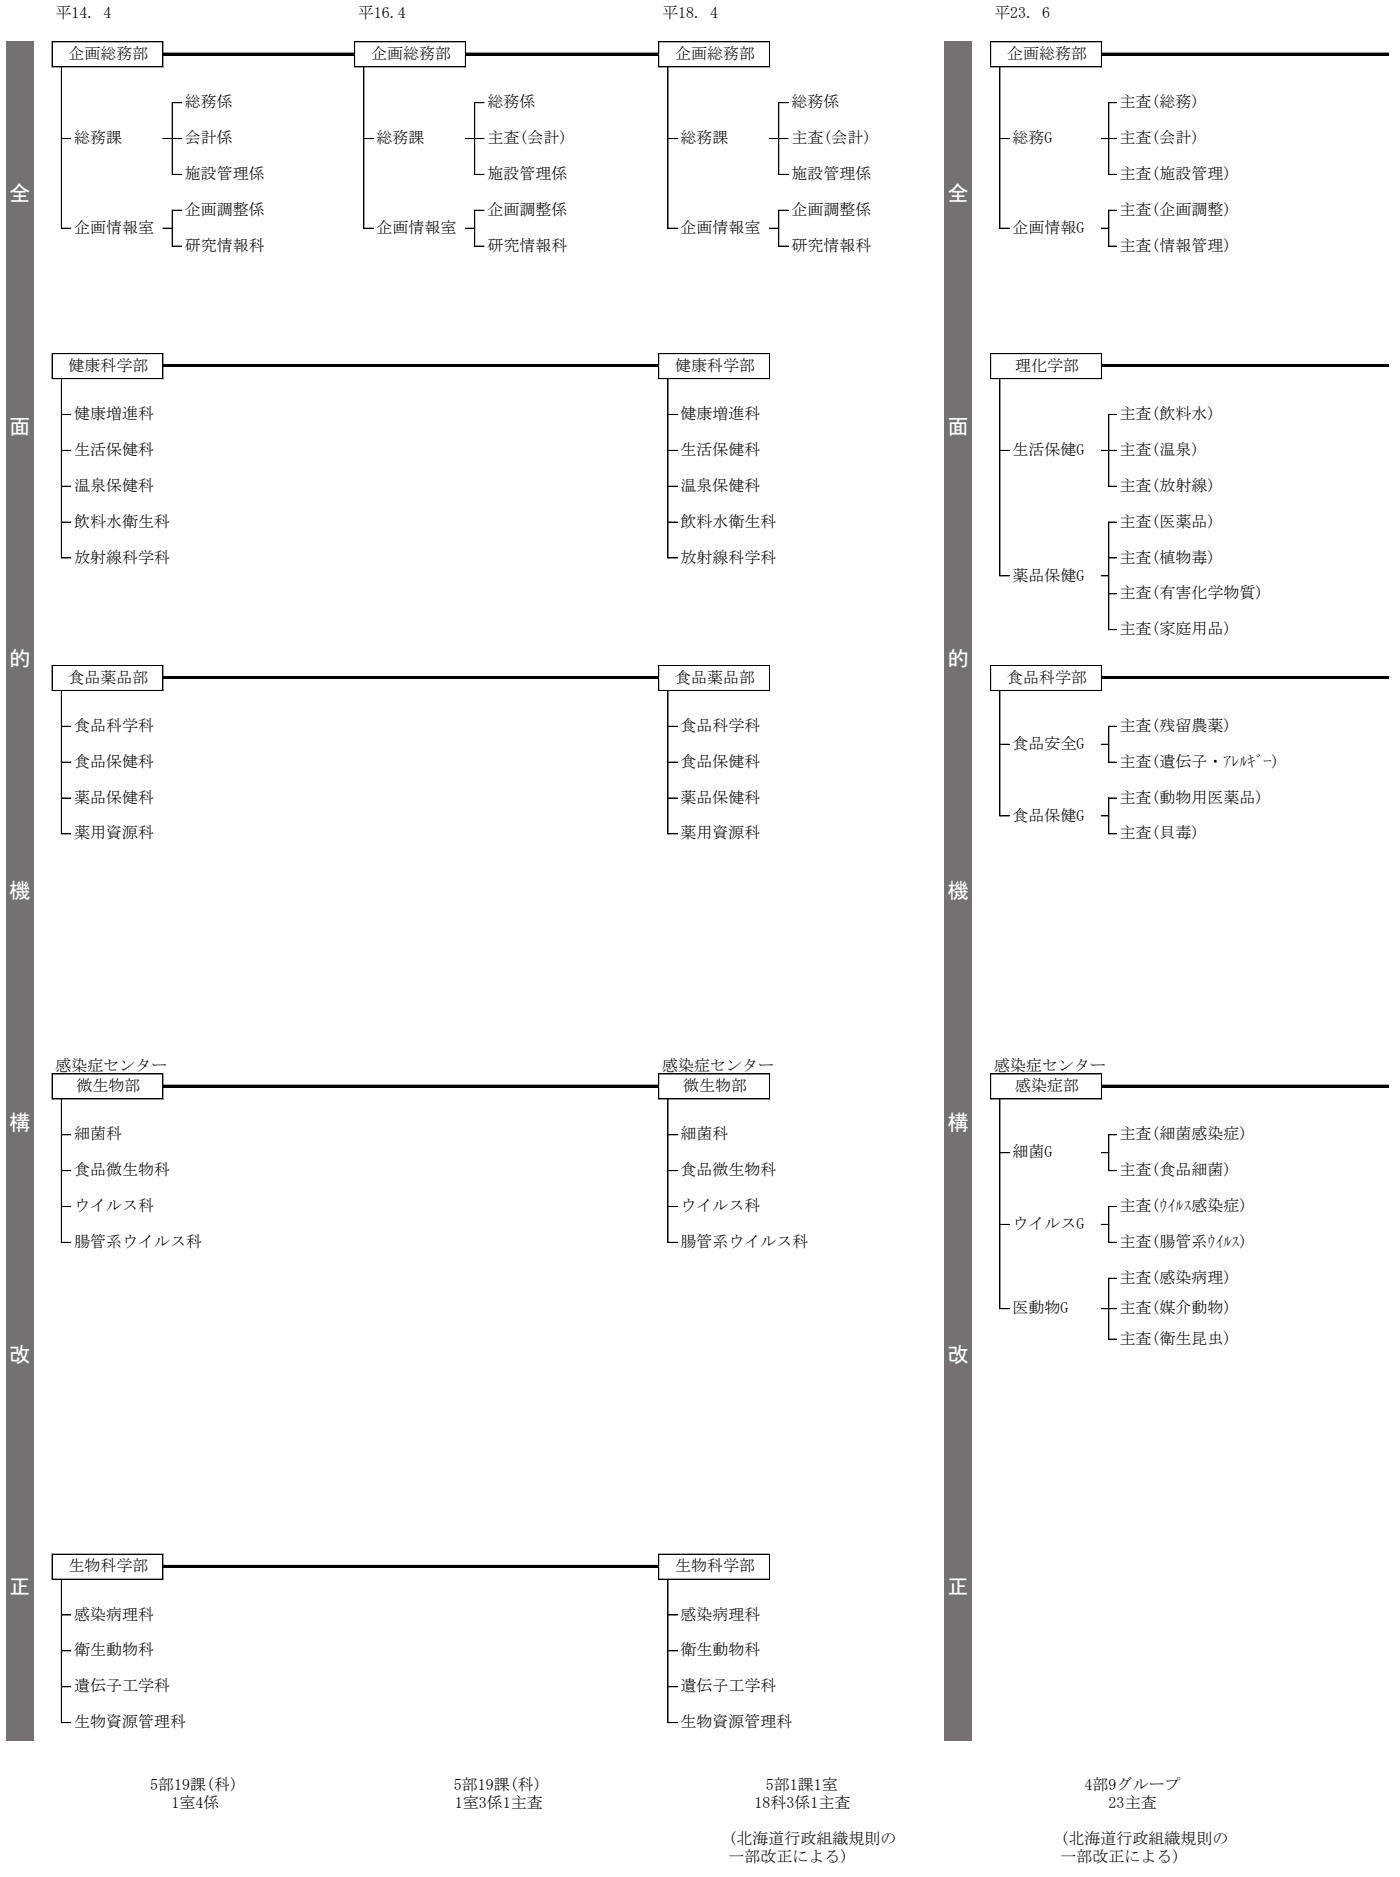 平14. 4
平16.4
平18. 4
平23. 6
全面的機構改正
企画総務部
総務課
総務係
会計係
施設管理係
企画情報室
企画調整係
研究情報科
健康科学部
健康増進科
生活保健科
温泉保健科
飲料水衛生科
放射線科学科
食品薬品部
食品科学科
食品保健科
薬品保健科
薬用資源科
感染症センター
微生物部
細菌科
食品微生物科
ウイルス科
腸管系ウイルス科
生物科学部
感染病理科
衛生動物科
遺伝子工学科
生物資源管理科
5部19課(科)
1室4係
企画総務部
総務課
総務係
主査(会計)
施設管理係
企画情報室
企画調整係
研究情報科
5部19課(科)
1室3係1主査
企画総務部
総務課
総務係
主査(会計)
施設管理係
企画情報室
企画調整係
研究情報科
健康科学部
健康増進科
生活保健科
温泉保健科
飲料水衛生科
放射線科学科
食品薬品部
食品科学科
食品保健科
薬品保健科
薬用資源科
感染症センター
微生物部
細菌科
食品微生物科
ウイルス科
腸管系ウイルス科
生物科学部
感染病理科
衛生動物科
遺伝子工学科
生物資源管理科
5部1課1室
18科3係1主査
(北海道行政組織規則の
一部改正による)
全面的機構改正
企画総務部
総務G
主査(総務)
主査(会計)
主査(施設管理)
企画情報G
主査(企画調整)
主査(情報管理)
理化学部
生活保健G
主査(飲料水)
主査(温泉)
主査(放射線)
薬品保健G
主査(医薬品)
主査(植物毒)
主査(有害化学物質)
主査(家庭用品)
食品科学部
食品安全G
主査(残留農薬)
主査(遺伝子・ｱﾚﾙｷﾞｰ)
食品保健G
主査(動物用医薬品)
主査(貝毒)
感染症センター
感染症部
細菌G
主査(細菌感染症)
主査(食品細菌)
ウイルスG
主査(ｳｲﾙｽ感染症)
主査(腸管系ｳｲﾙｽ)
医動物G
主査(感染病理)
主査(媒介動物)
主査(衛生昆虫)
4部9グループ
23主査
(北海道行政組織規則の
一部改正による)